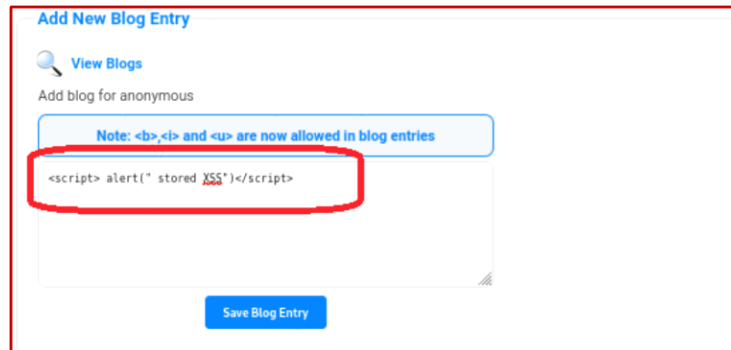 Add New Blog Entry
View Blogs
Add blog for anonymous
Note: <b>,<i> and <u> are now allowed in blog entries
<script> alert(" stored XSS")</script>
Save Blog Entry